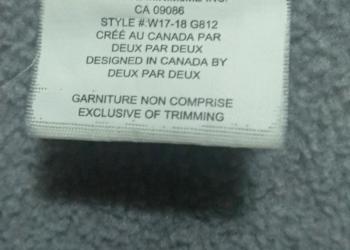 CA 09086
STYLE #:W17-18 G812
CRÉÉ AU CANADA PAR
DEUX PAR DEUX
DESIGNED IN CANADA BY
DEUX PAR DEUX
GARNITURE NON COMPRISE
EXCLUSIVE OF TRIMMING